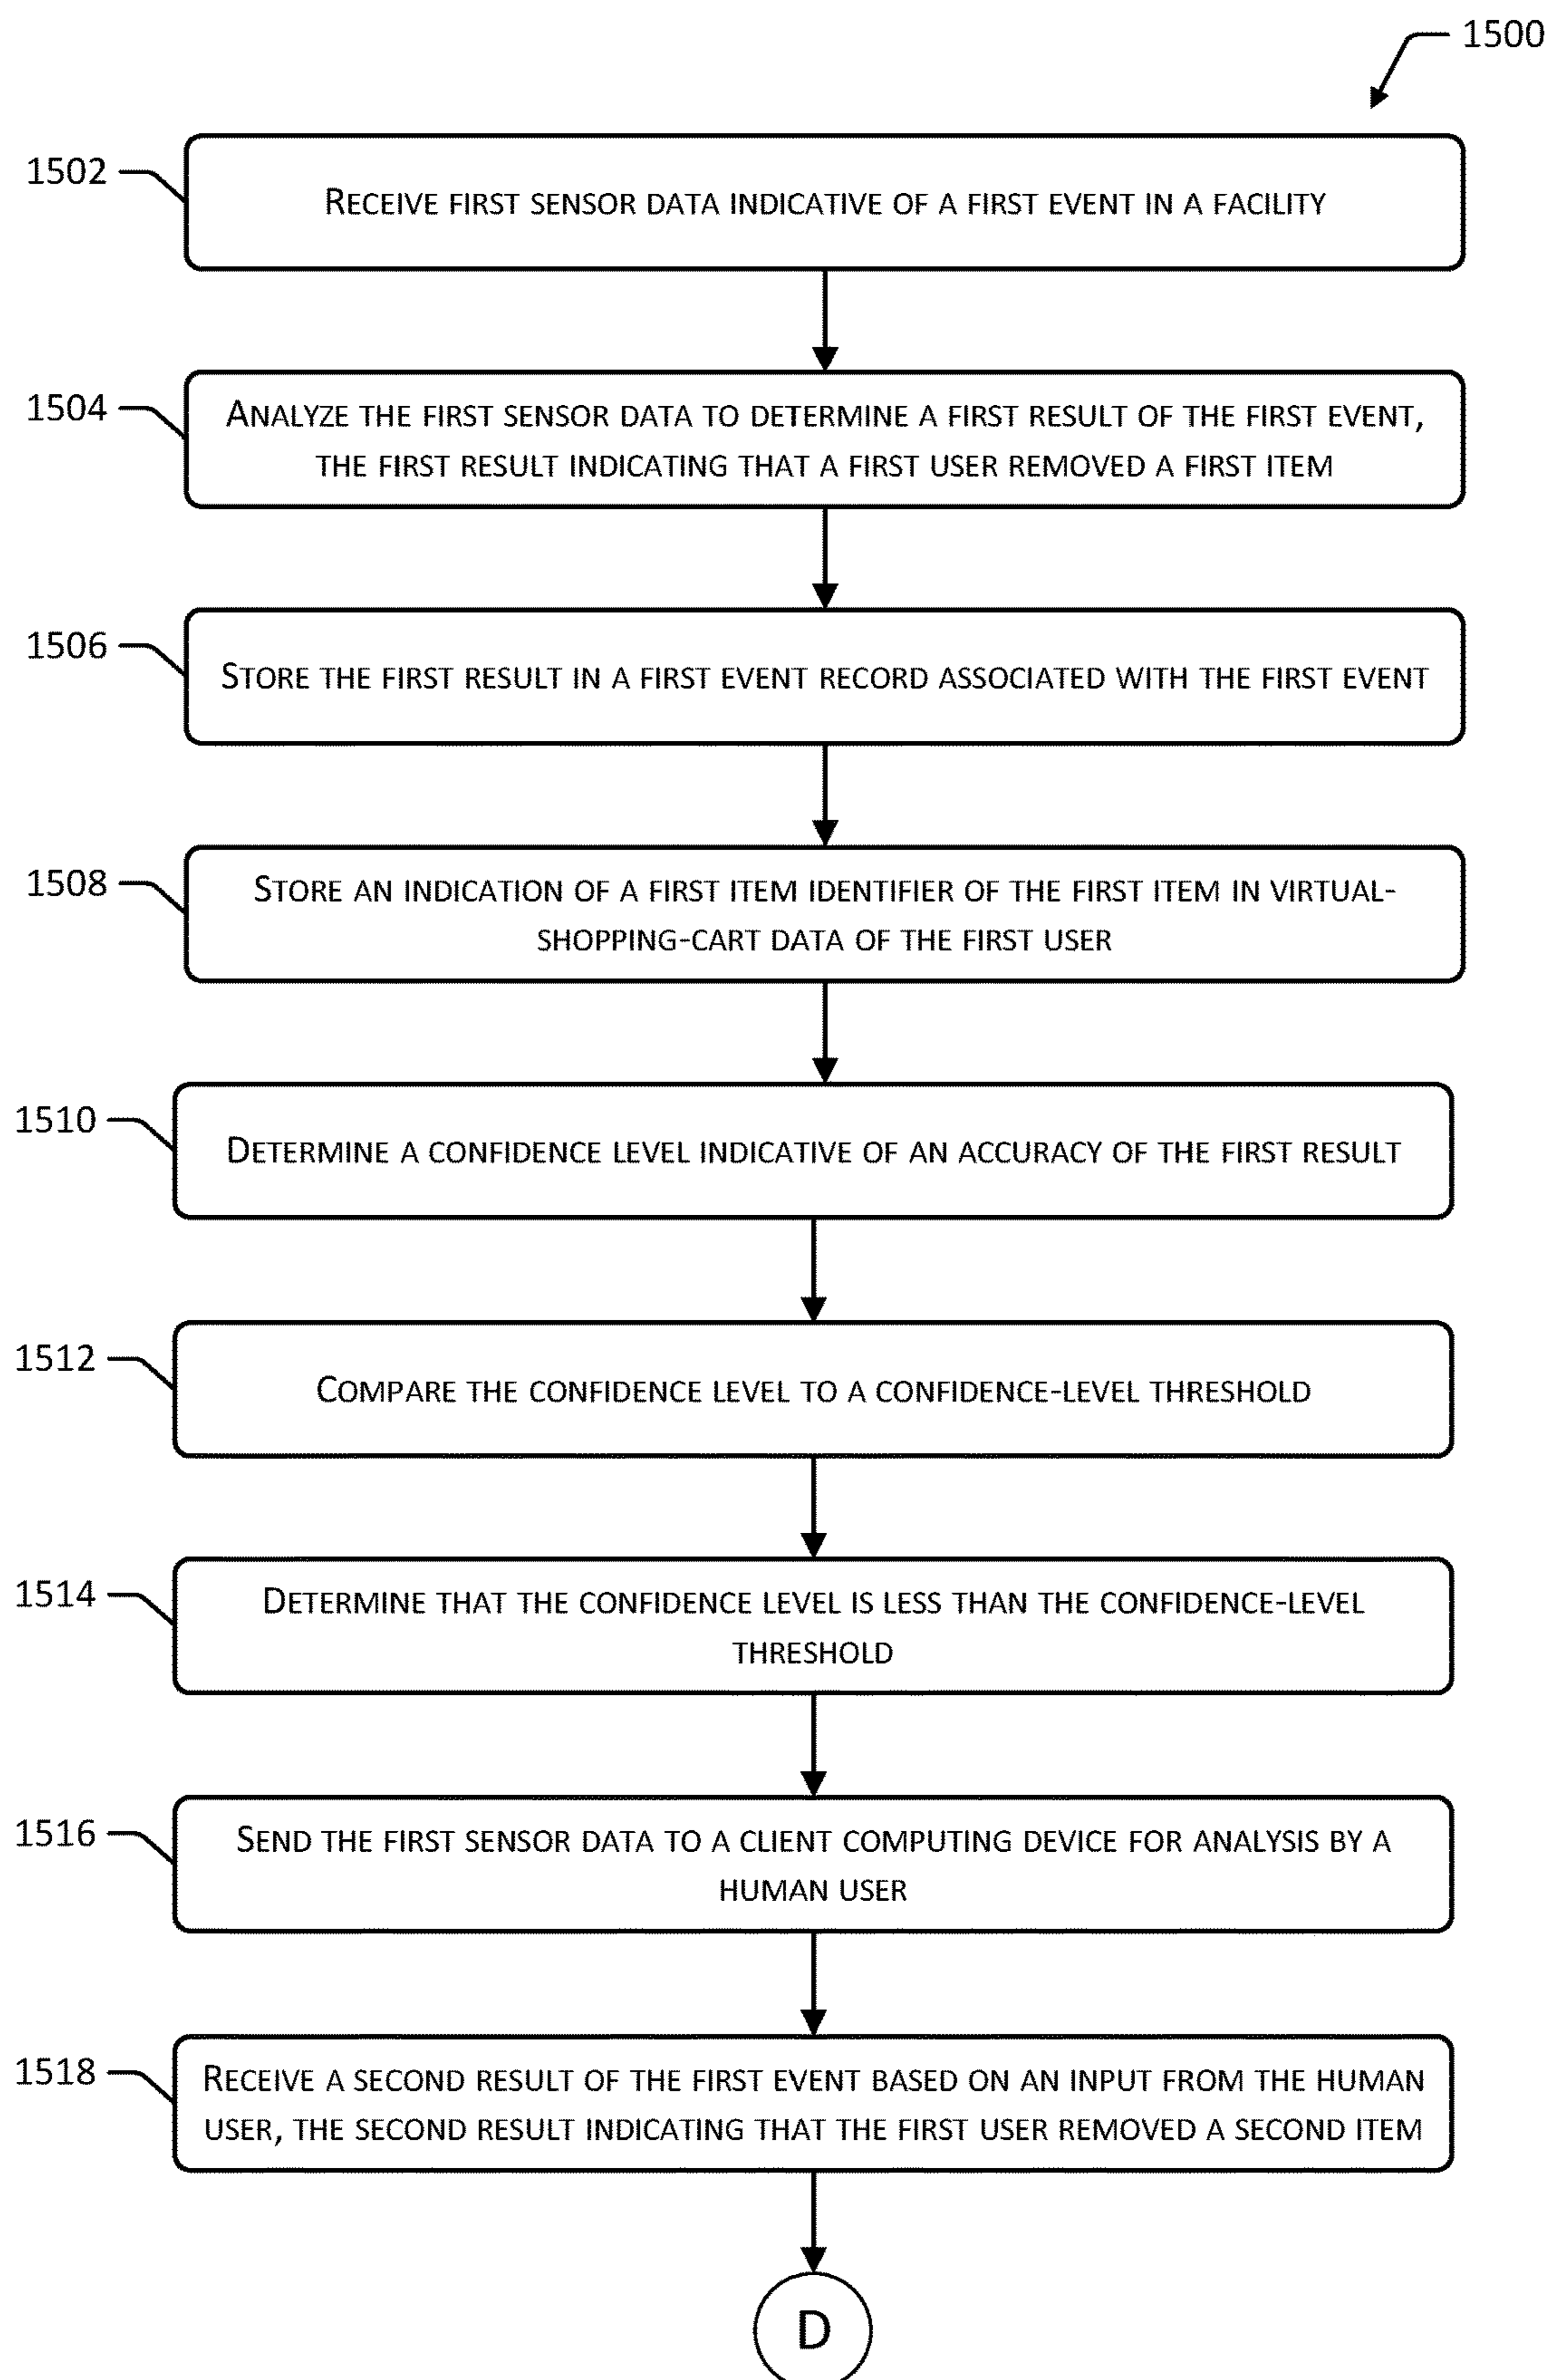 1500
1502
Receive first sensor data indicative of a first event in a facility
1504
Analyze the first sensor data to determine a first result of the first event,
the first result indicating that a first user removed a first item
1506
Store the first result in a first event record associated with the first event
1508
Store an indication of a first item identifier of the first item in virtual-
shopping-cart data of the first user
1510
Determine a confidence level indicative of an accuracy of the first result
1512
Compare the confidence level to a confidence-level threshold
1514
Determine that the confidence level is less than the confidence-level
threshold
1516
Send the first sensor data to a client computing device for analysis by a
human user
1518
Receive a second result of the first event based on an input from the human
user, the second result indicating that the first user removed a second item
D